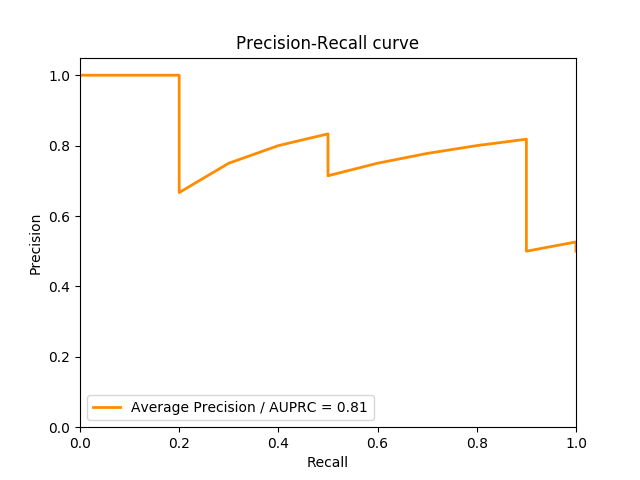 Precision-Recall curve
1.0
0.8
0.6
0.4
0.2
0.0
Precision
Average Precision / AUPRC = 0.81
0.0 0.2 0.4 0.6 0.8 1.0
Recall